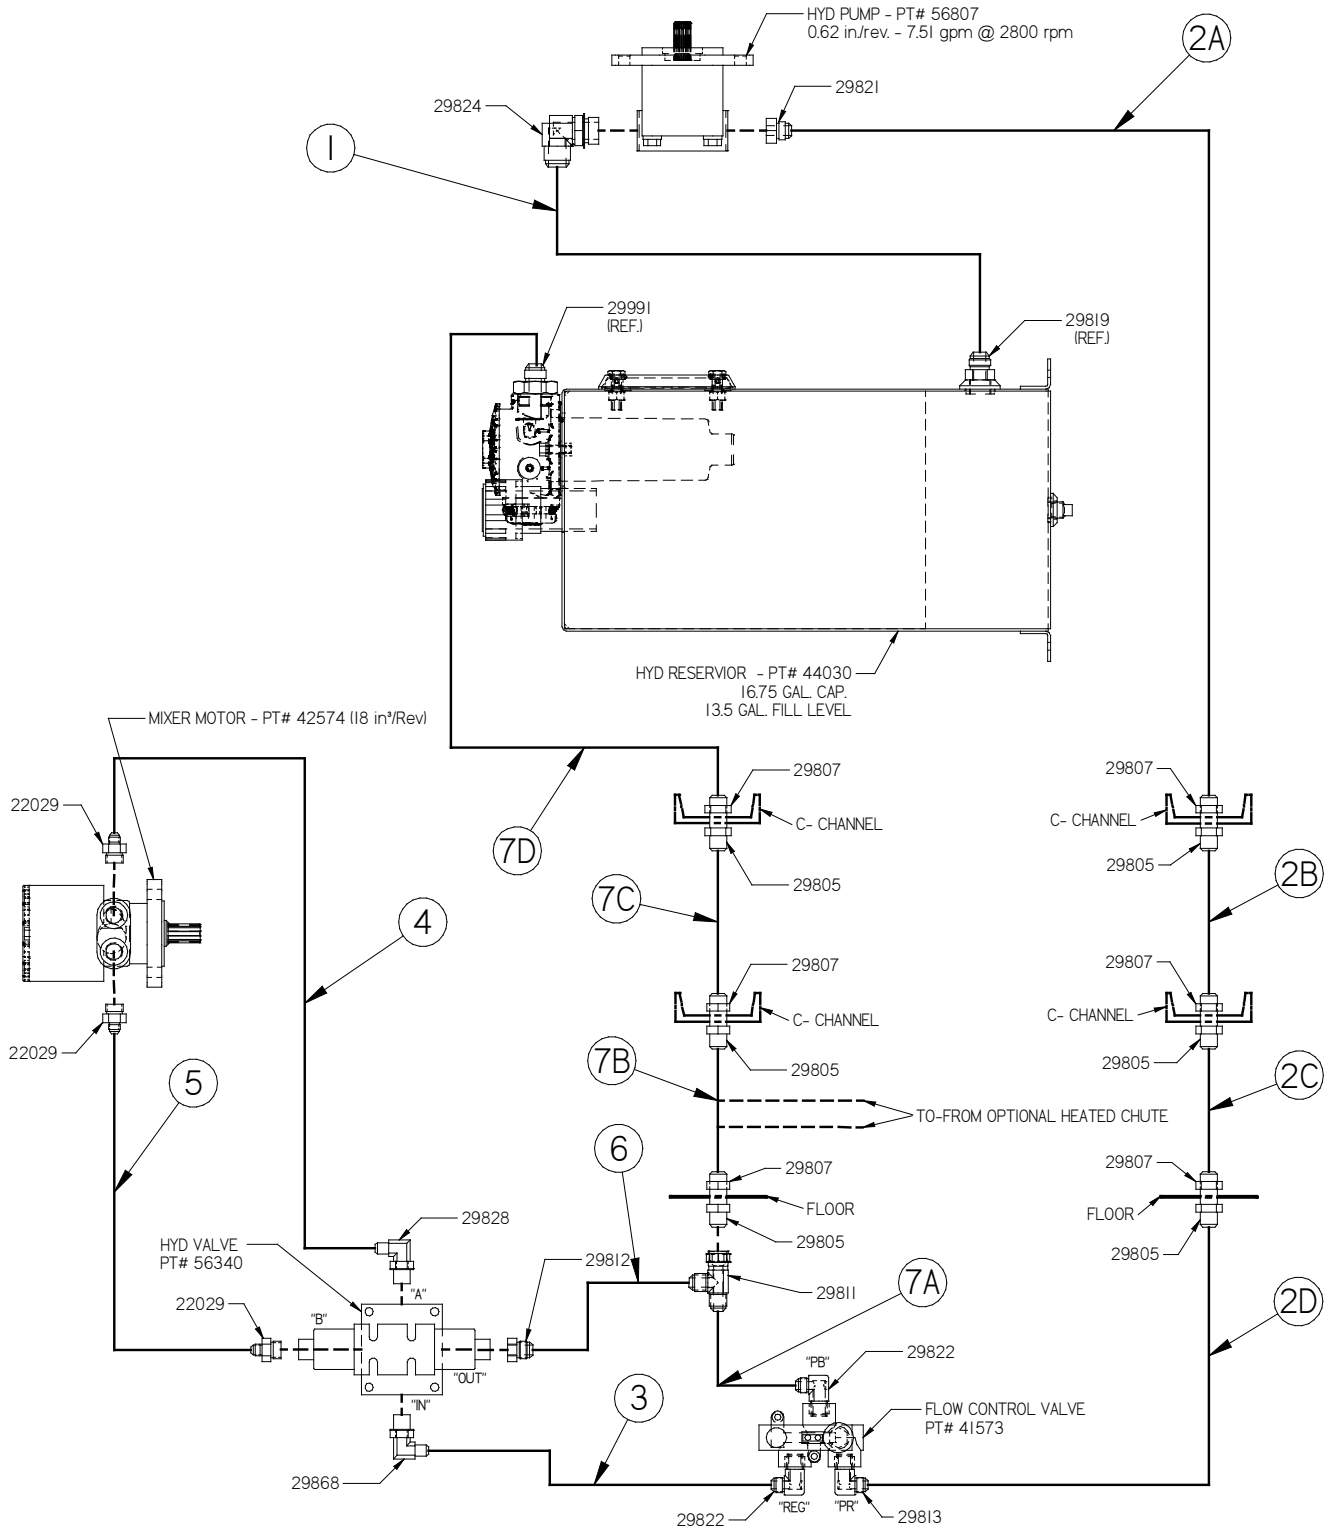 HYD PUMP - PT# 56807
0.62 in./rev. - 7.51 gpm @ 2800 rpm
2A
29821
29824
1
29991
(REF.)
29819
(REF.)
HYD RESERVIOR - PT# 44030
16.75 GAL. CAP.
13.5 GAL. FILL LEVEL
MIXER MOTOR - PT# 42574 (18 in³/Rev)
29807
29807
22029
C- CHANNEL
C- CHANNEL
7D
29805
29805
7C
2B
4
29807
29807
C- CHANNEL
C- CHANNEL
22029
29805
29805
7B
5
2C
TO-FROM OPTIONAL HEATED CHUTE
6
29807
29807
29828
FLOOR
FLOOR
HYD VALVE
PT# 56340
29812
29805
29805
7A
29811
"A"
22029
"B"
2D
"OUT"
"PB"
29822
"IN"
3
FLOW CONTROL VALVE
PT# 41573
29868
29822
"REG"
"PR"
29813